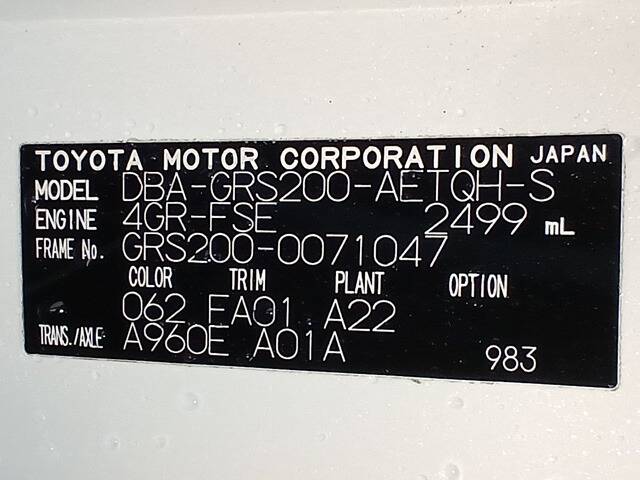 TOYOTA MOTOR CORPORATION JAPAN
MODEL DBA-GRS200-AETQH-S
ENGINE 4GR-FSE 2499 mL
FRAME No. GRS200-0071047
COLOR TRIM PLANT OPTION
062 FA01 A22
TRANS./AXLE A960E A01A 983